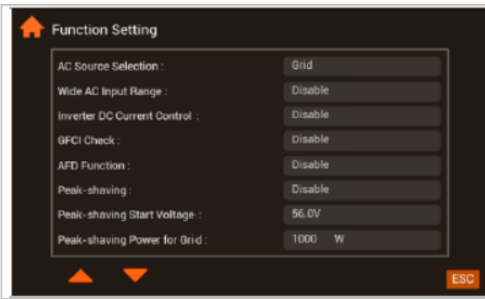 Function Setting
AC Source Selection : Grid
Wide AC Input Range : Disable
Inverter DC Current Control : Disable
GFCI Check : Disable
AFD Function : Disable
Peak-shaving : Disable
Peak-shaving Start Voltage : 56.0V
Peak-shaving Power for Grid : 1000 W
ESC